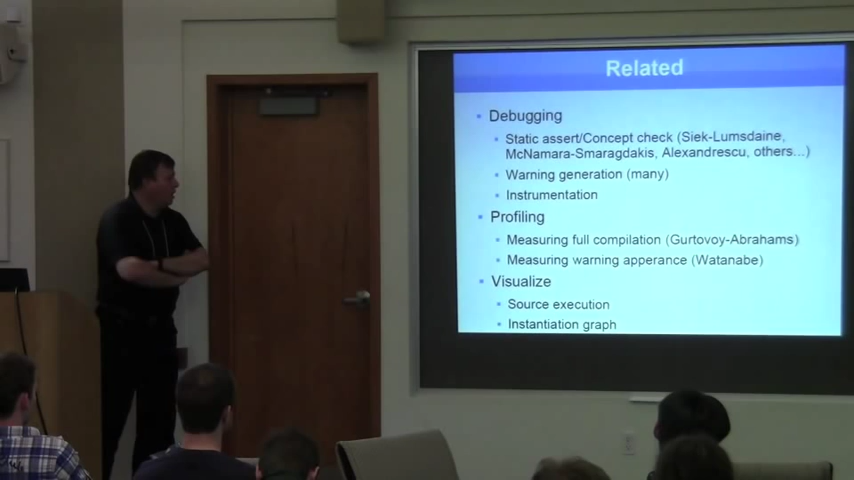 Related
Debugging
Static assert/Concept check (Siek-Lumsdaine,
McNamara-Smaragdakis, Alexandrescu, others...)
Warning generation (many)
Instrumentation
Profiling
Measuring full compilation (Gurtovoy-Abrahams)
Measuring warning apperance (Watanabe)
Visualize
Source execution
Instantiation graph